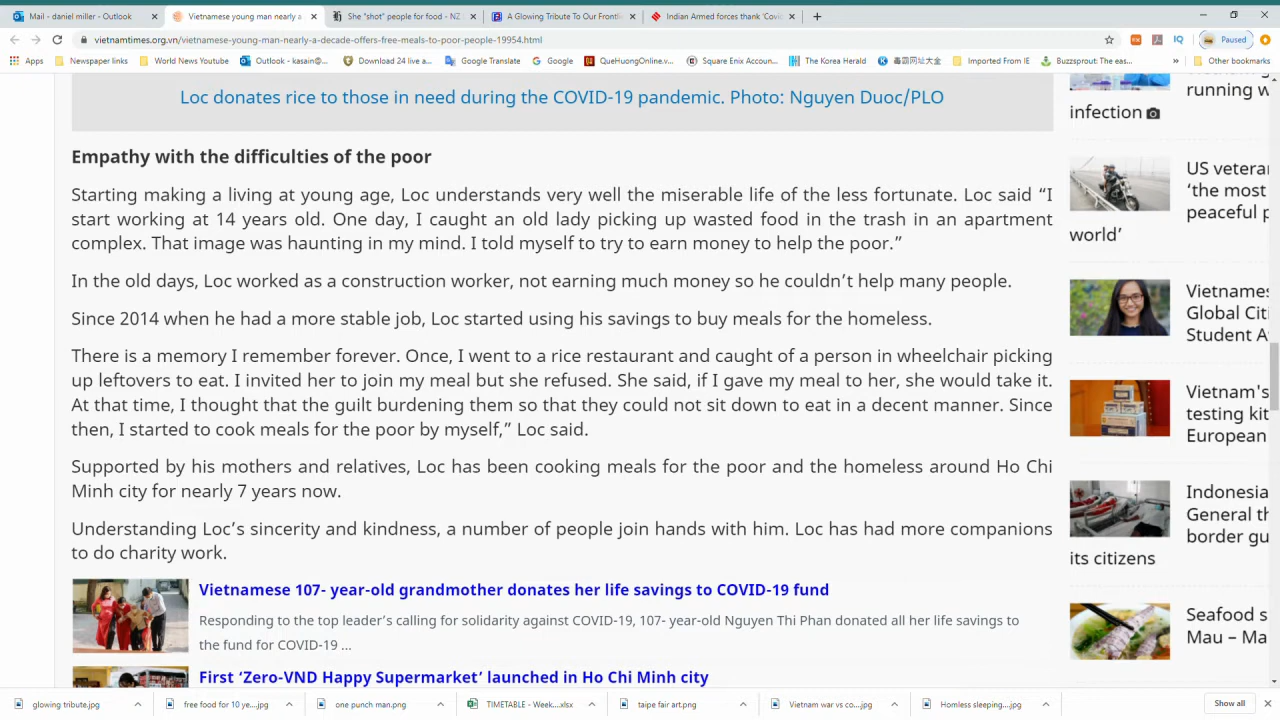 Mail - daniel miller - Outlook
Vietnamese young man nearly a
She "shot" people for food - NZ
A Glowing Tribute To Our Frontli
Indian Armed forces thank 'Covid
vietnamtimes.org.vn/vietnamese-young-man-nearly-a-decade-offers-free-meals-to-poor-people-19954.html
Paused
Apps
Newspaper links
World News Youtube
Outlook - kasain@...
Download 24 live a...
Google Translate
Google
QueHuongOnline.v...
Square Enix Accoun...
The Korea Herald
毒霸网址大全
Imported From IE
Buzzsprout: The eas...
Other bookmarks
Loc donates rice to those in need during the COVID-19 pandemic. Photo: Nguyen Duoc/PLO
Empathy with the difficulties of the poor
Starting making a living at young age, Loc understands very well the miserable life of the less fortunate. Loc said “I
start working at 14 years old. One day, I caught an old lady picking up wasted food in the trash in an apartment
complex. That image was haunting in my mind. I told myself to try to earn money to help the poor.”
In the old days, Loc worked as a construction worker, not earning much money so he couldn’t help many people.
Since 2014 when he had a more stable job, Loc started using his savings to buy meals for the homeless.
There is a memory I remember forever. Once, I went to a rice restaurant and caught of a person in wheelchair picking
up leftovers to eat. I invited her to join my meal but she refused. She said, if I gave my meal to her, she would take it.
At that time, I thought that the guilt burdening them so that they could not sit down to eat in a decent manner. Since
then, I started to cook meals for the poor by myself,” Loc said.
Supported by his mothers and relatives, Loc has been cooking meals for the poor and the homeless around Ho Chi
Minh city for nearly 7 years now.
Understanding Loc’s sincerity and kindness, a number of people join hands with him. Loc has had more companions
to do charity work.
Vietnamese 107- year-old grandmother donates her life savings to COVID-19 fund
Responding to the top leader’s calling for solidarity against COVID-19, 107- year-old Nguyen Thi Phan donated all her life savings to
the fund for COVID-19 ...
First ‘Zero-VND Happy Supermarket’ launched in Ho Chi Minh city
running w
infection
US veteran
‘the most
peaceful p
world’
Vietnames
Global Citi
Student A
Vietnam's
testing kit
European
Indonesia
General th
border gu
its citizens
Seafood s
Mau – Ma
glowing tribute.jpg
free food for 10 ye....jpg
one punch man.png
TIMETABLE - Week....xlsx
taipe fair art.png
Vietnam war vs co....jpg
Homless sleeping....jpg
Show all